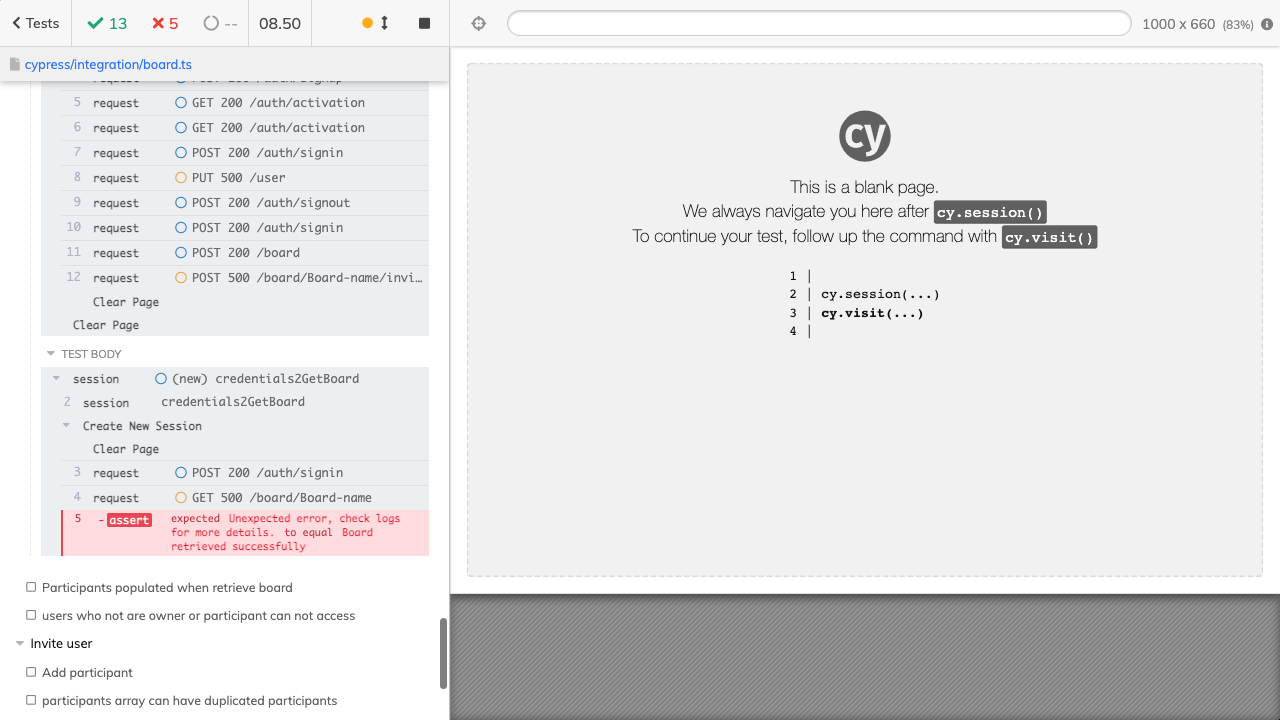 Tests
13
5
--
08.50
1000 x 660 (83%)
cypress/integration/board.ts
5 request GET 200 /auth/activation
6 request GET 200 /auth/activation
7 request POST 200 /auth/signin
8 request PUT 500 /user
9 request POST 200 /auth/signout
10 request POST 200 /auth/signin
11 request POST 200 /board
12 request POST 500 /board/Board-name/invi…
Clear Page
Clear Page
TEST BODY
session (new) credentials2GetBoard
2 session credentials2GetBoard
Create New Session
Clear Page
3 request POST 200 /auth/signin
4 request GET 500 /board/Board-name
5 -assert expected Unexpected error, check logs
for more details. to equal Board
retrieved successfully
Participants populated when retrieve board
users who not are owner or participant can not access
Invite user
Add participant
participants array can have duplicated participants
cy
This is a blank page.
We always navigate you here after cy.session()
To continue your test, follow up the command with cy.visit()
1 |
2 | cy.session(...)
3 | cy.visit(...)
4 |